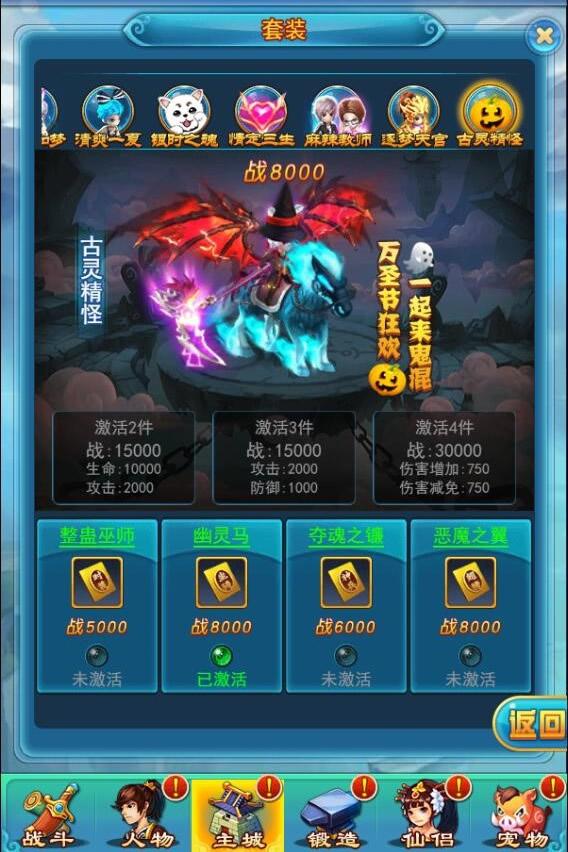 套装
清爽一夏
银时之魂
情定三生
麻辣教师
逐梦天宫
古灵精怪
战8000
古灵精怪
万圣节狂欢
一起来鬼混
激活2件
战:15000
生命:10000
攻击:2000
激活3件
战:15000
攻击:2000
防御:1000
激活4件
战:30000
伤害增加:750
伤害减免:750
整蛊巫师
幽灵马
夺魂之镰
恶魔之翼
战5000
战8000
战6000
战8000
未激活
已激活
未激活
未激活
返回
战斗
人物
主城
锻造
仙侣
宠物